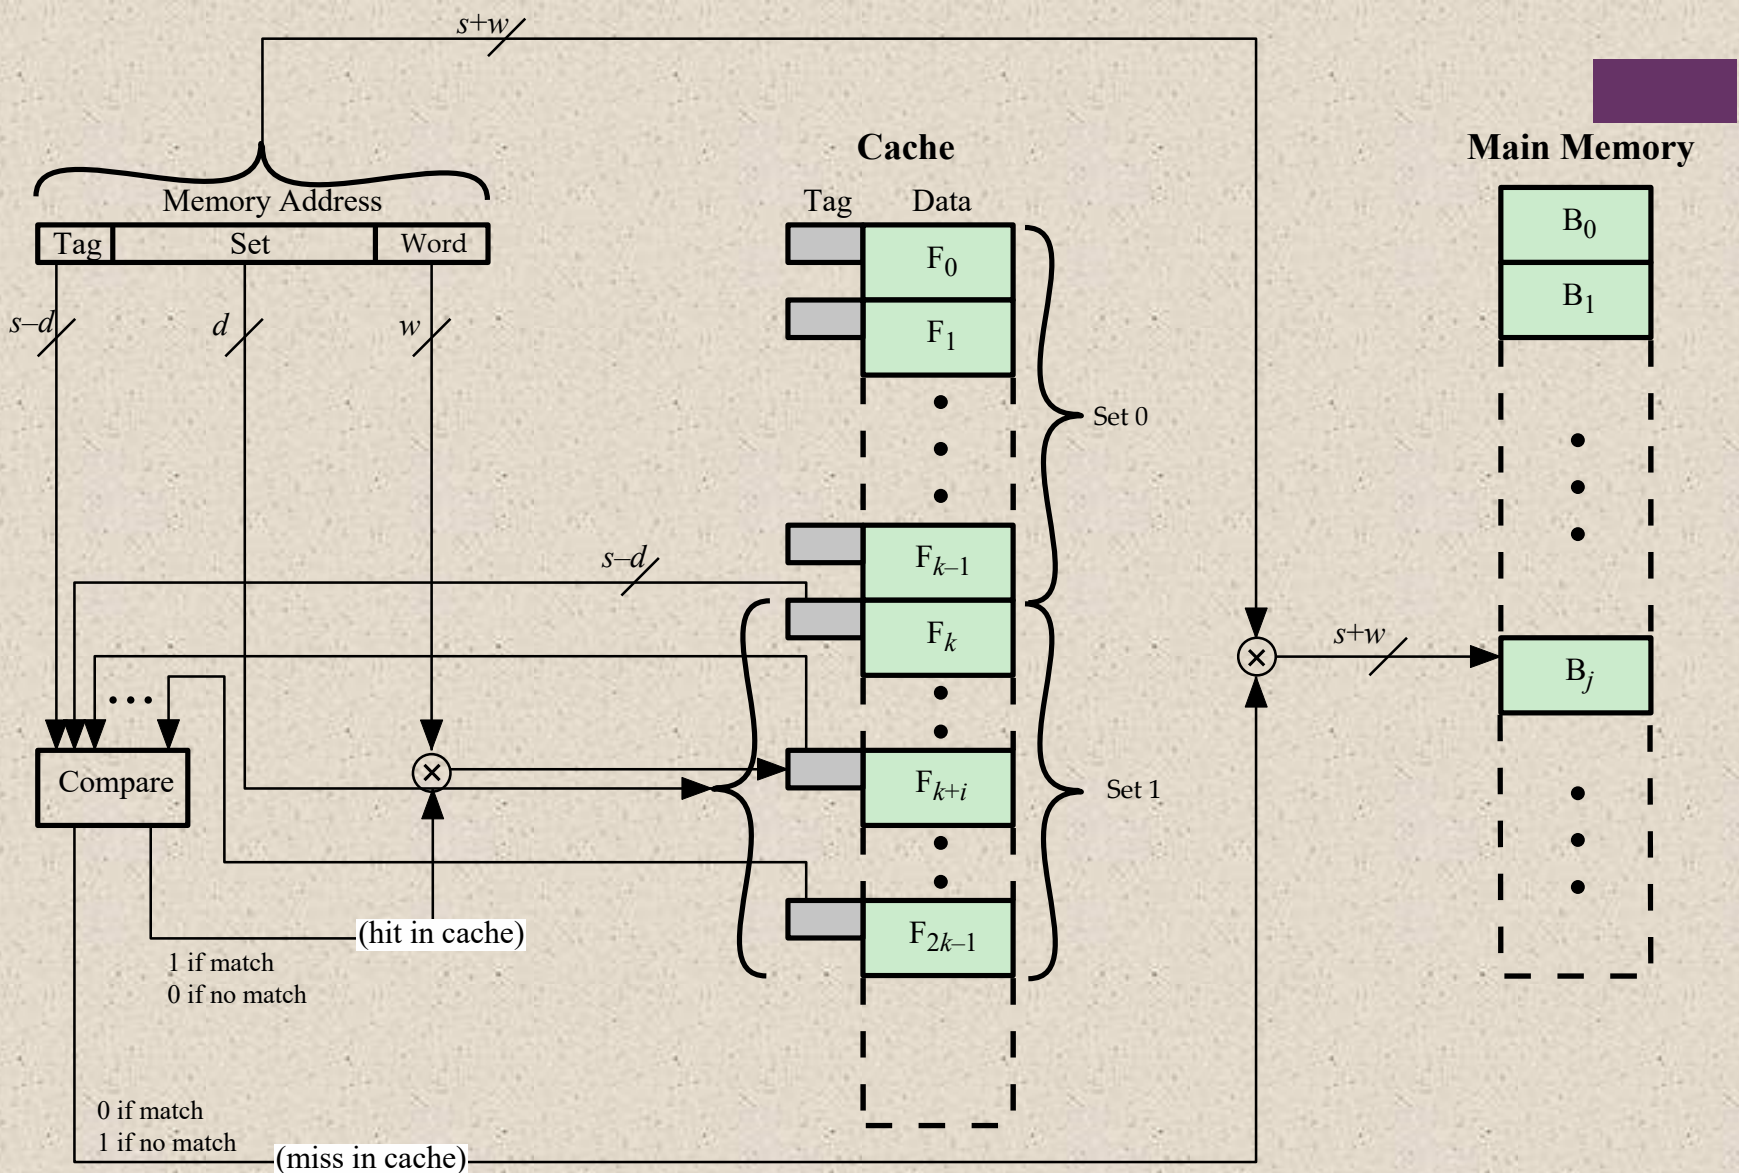 s+w
Cache
Main Memory
Memory Address
Tag Data
Tag Set Word
B0
F0
B1
s–d d w
F1
Set 0
s–d
Fk–1
Fk
s+w
Bj
• • •
Compare
Fk+i
Set 1
F2k–1
(hit in cache)
1 if match
0 if no match
0 if match
1 if no match
(miss in cache)